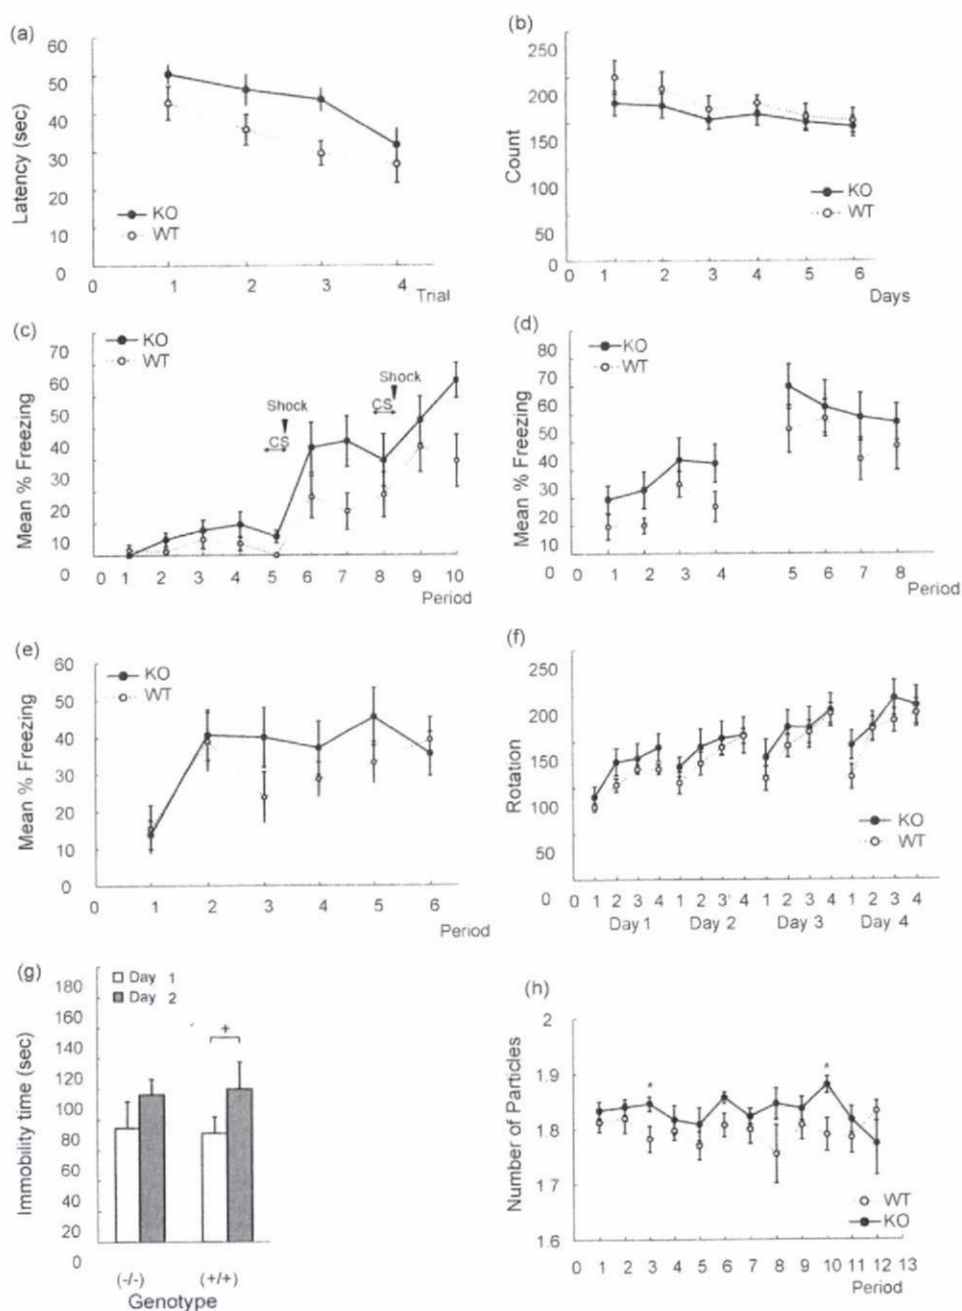 (a)
60
50
40
30
20
10
0
Latency (sec)
KO
WT
0 1 2 3 4
Trial
(b)
250
200
150
100
50
0
Count
KO
WT
0 1 2 3 4 5 6
Days
(c)
70
60
50
40
30
20
10
0
Mean % Freezing
KO
WT
Shock
CS
Shock
CS
0 1 2 3 4 5 6 7 8 9 10
Period
(d)
80
70
60
50
40
30
20
10
0
Mean % Freezing
KO
WT
0 1 2 3 4 5 6 7 8
Period
(e)
60
50
40
30
20
10
0
Mean % Freezing
KO
WT
0 1 2 3 4 5 6
Period
(f)
250
200
150
100
50
0
Rotation
KO
WT
0 1 2 3 4 1 2 3 4 1 2 3 4 1 2 3 4
Day 1 Day 2 Day 3 Day 4
(g)
180
160
140
120
100
80
60
40
20
0
Immobility time (sec)
Day 1
Day 2
+
(-/-) (+/+)
Genotype
(h)
2
1.9
1.8
1.7
1.6
Number of Particles
*
*
WT
KO
0 1 2 3 4 5 6 7 8 9 10 11 12 13
Period